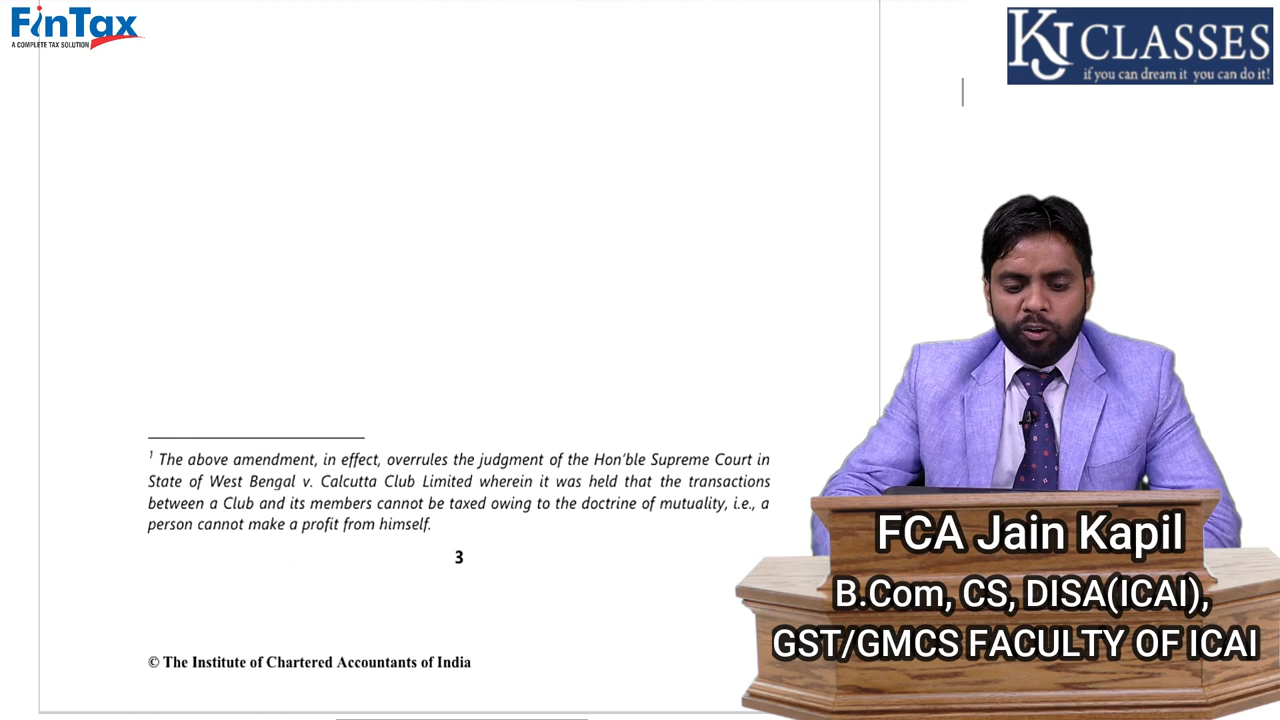 FinTax
A COMPLETE TAX SOLUTION
KJ CLASSES
if you can dream it you can do it!
1 The above amendment, in effect, overrules the judgment of the Hon'ble Supreme Court in
State of West Bengal v. Calcutta Club Limited wherein it was held that the transactions
between a Club and its members cannot be taxed owing to the doctrine of mutuality, i.e., a
person cannot make a profit from himself.
3
© The Institute of Chartered Accountants of India
FCA Jain Kapil
B.Com, CS, DISA(ICAI),
GST/GMCS FACULTY OF ICAI